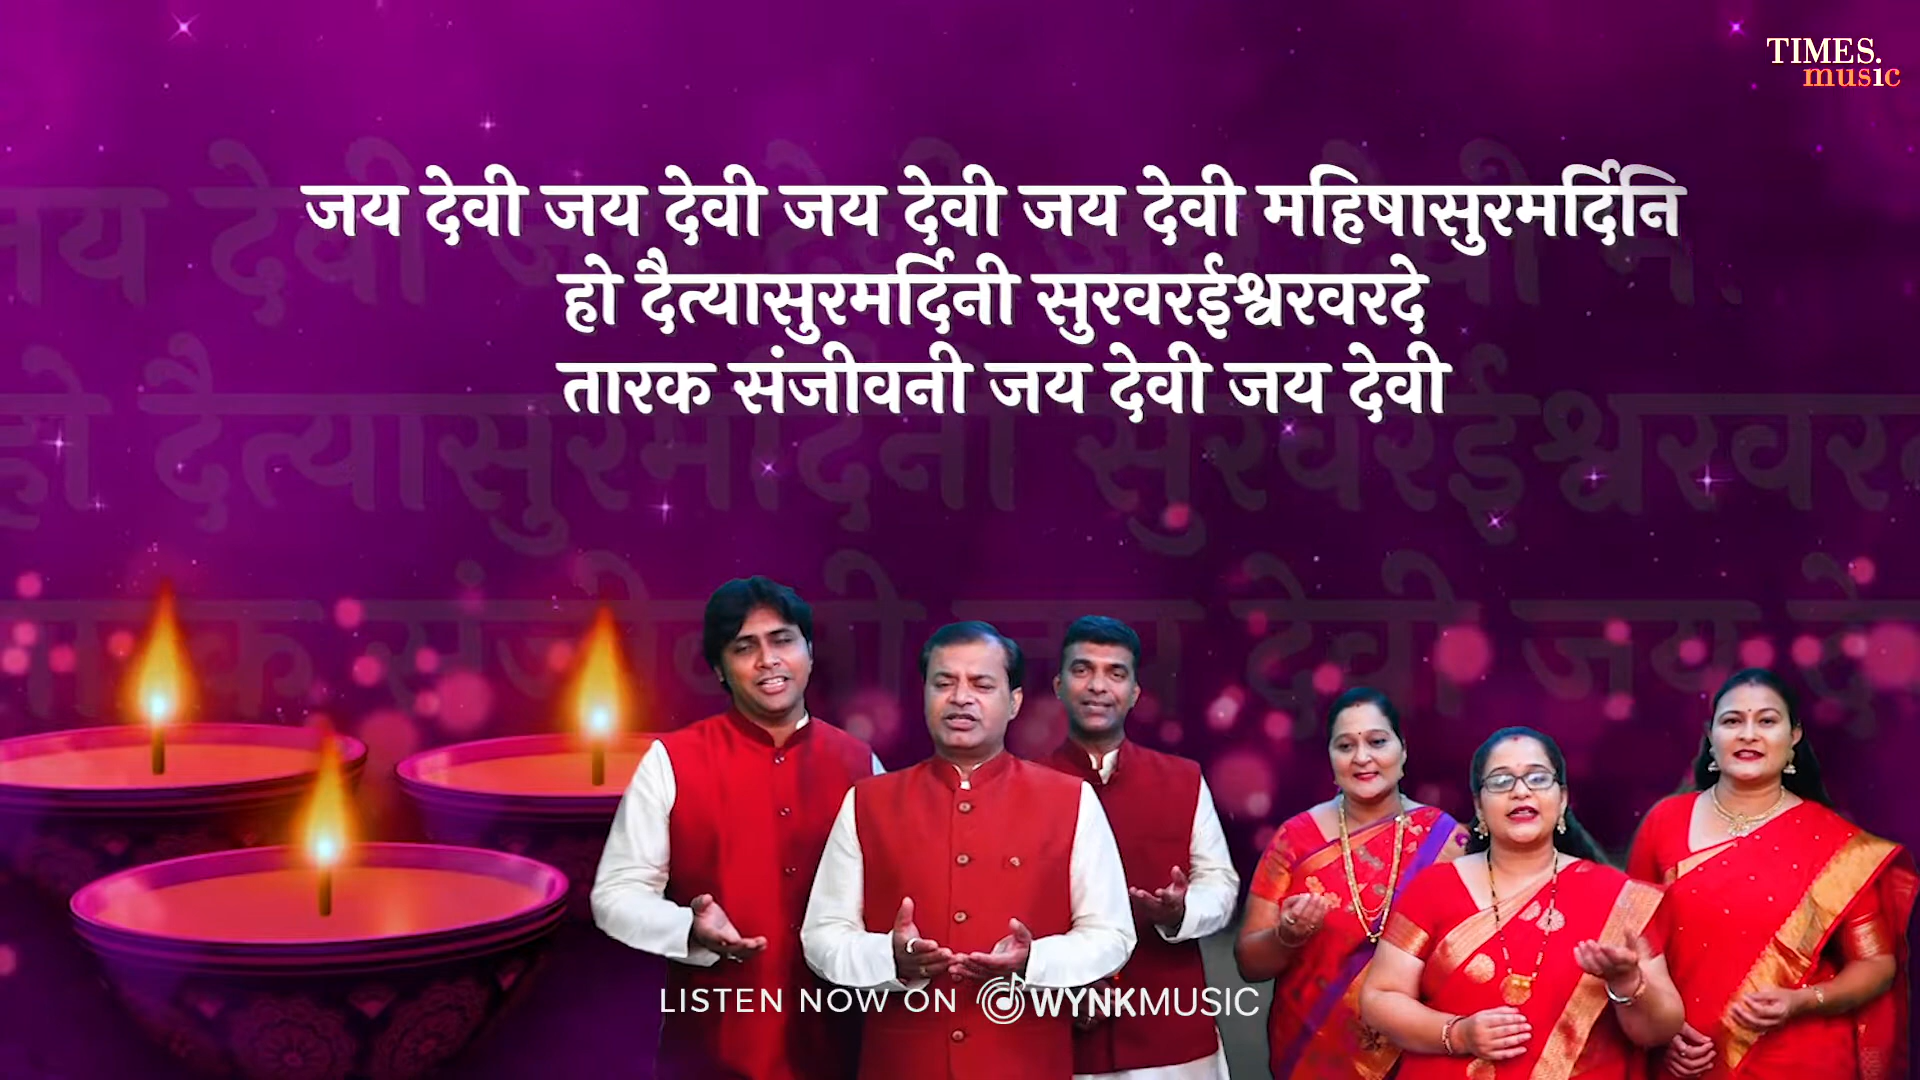 TIMES.
music
जय देवी जय देवी जय देवी जय देवी महिषासुरमर्दिनि
हो दैत्यासुरमर्दिनी सुरवरईश्वरवरदे
तारक संजीवनी जय देवी जय देवी
LISTEN NOW ON WYNKMUSIC